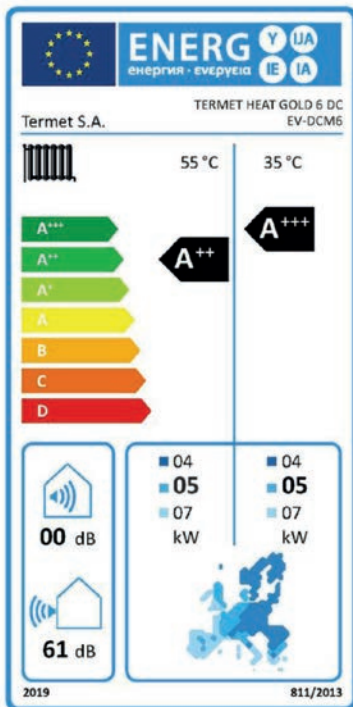 ENERG Y IJA
енергия · ενεργεια IE IA
TERMET HEAT GOLD 6 DC
Termet S.A. EV-DCM6
55 °C 35 °C
A+++ A+++
A++ A++
A+
A
B
C
D
04 04
05 05
07 07
kW kW
00 dB
61 dB
2019 811/2013